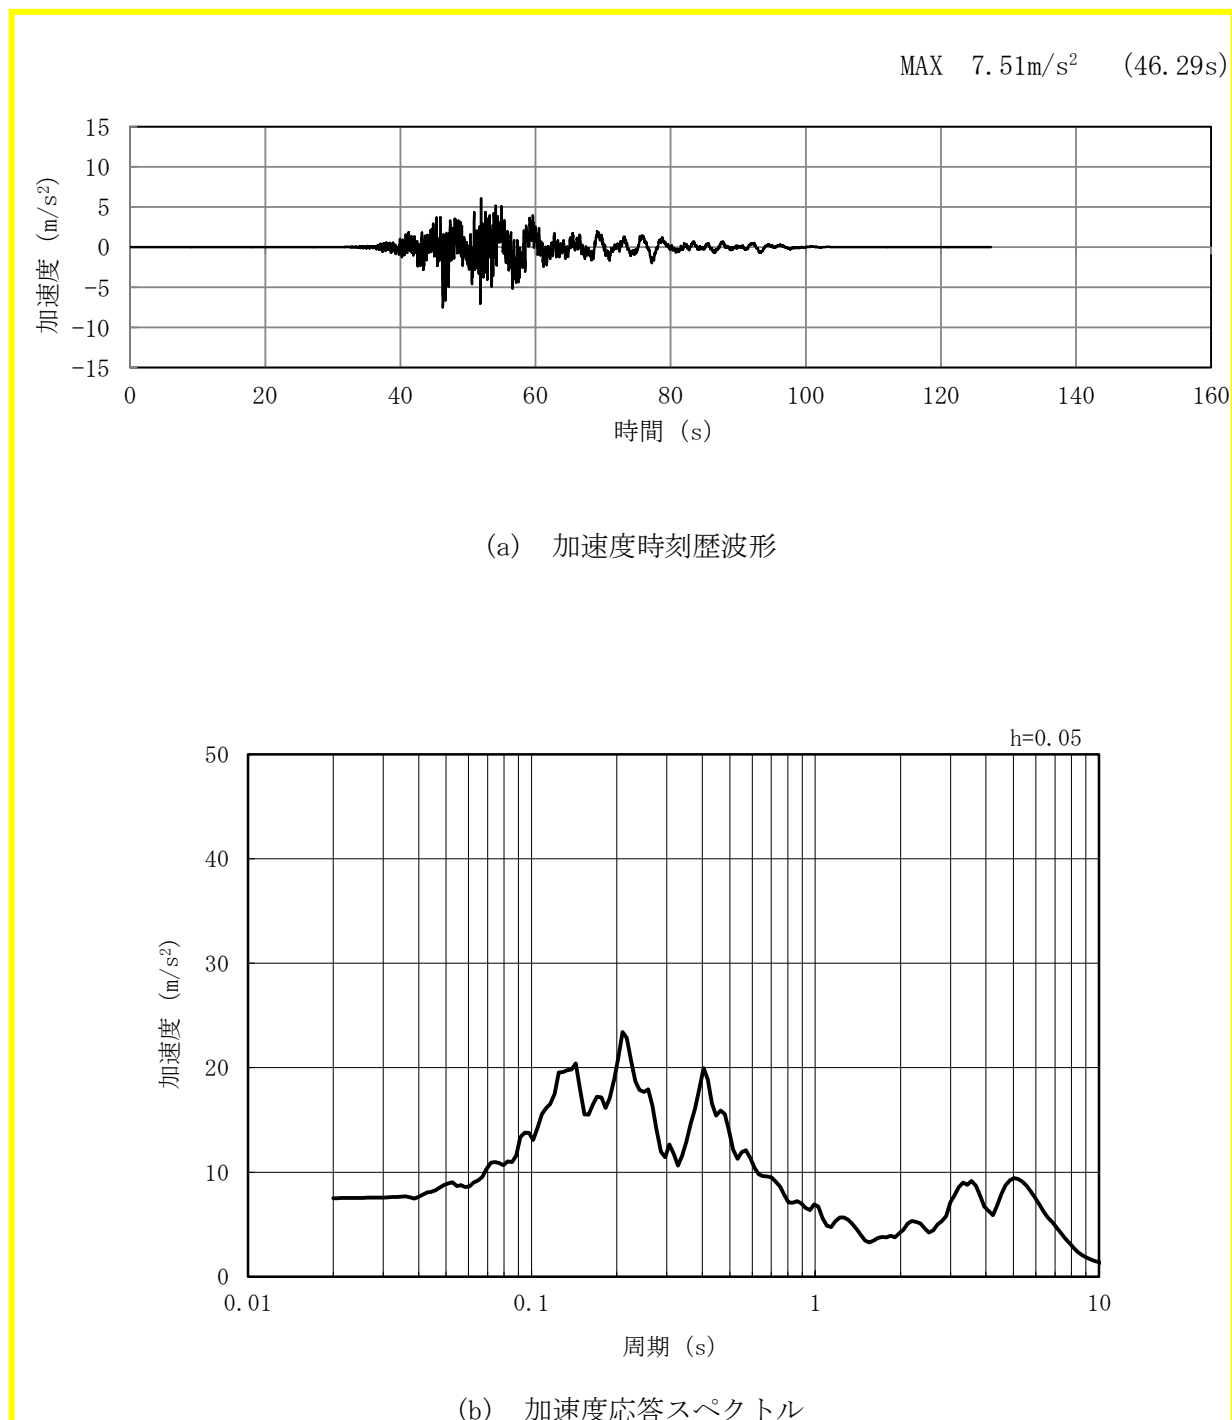 MAX 7.51m/s² (46.29s)
15
10
5
0
-5
-10
-15
加速度 (m/s²)
0 20 40 60 80 100 120 140 160
時間 (s)
(a) 加速度時刻歴波形
h=0.05
50
40
30
20
10
0
加速度 (m/s²)
0.01 0.1 1 10
周期 (s)
(b) 加速度応答スペクトル